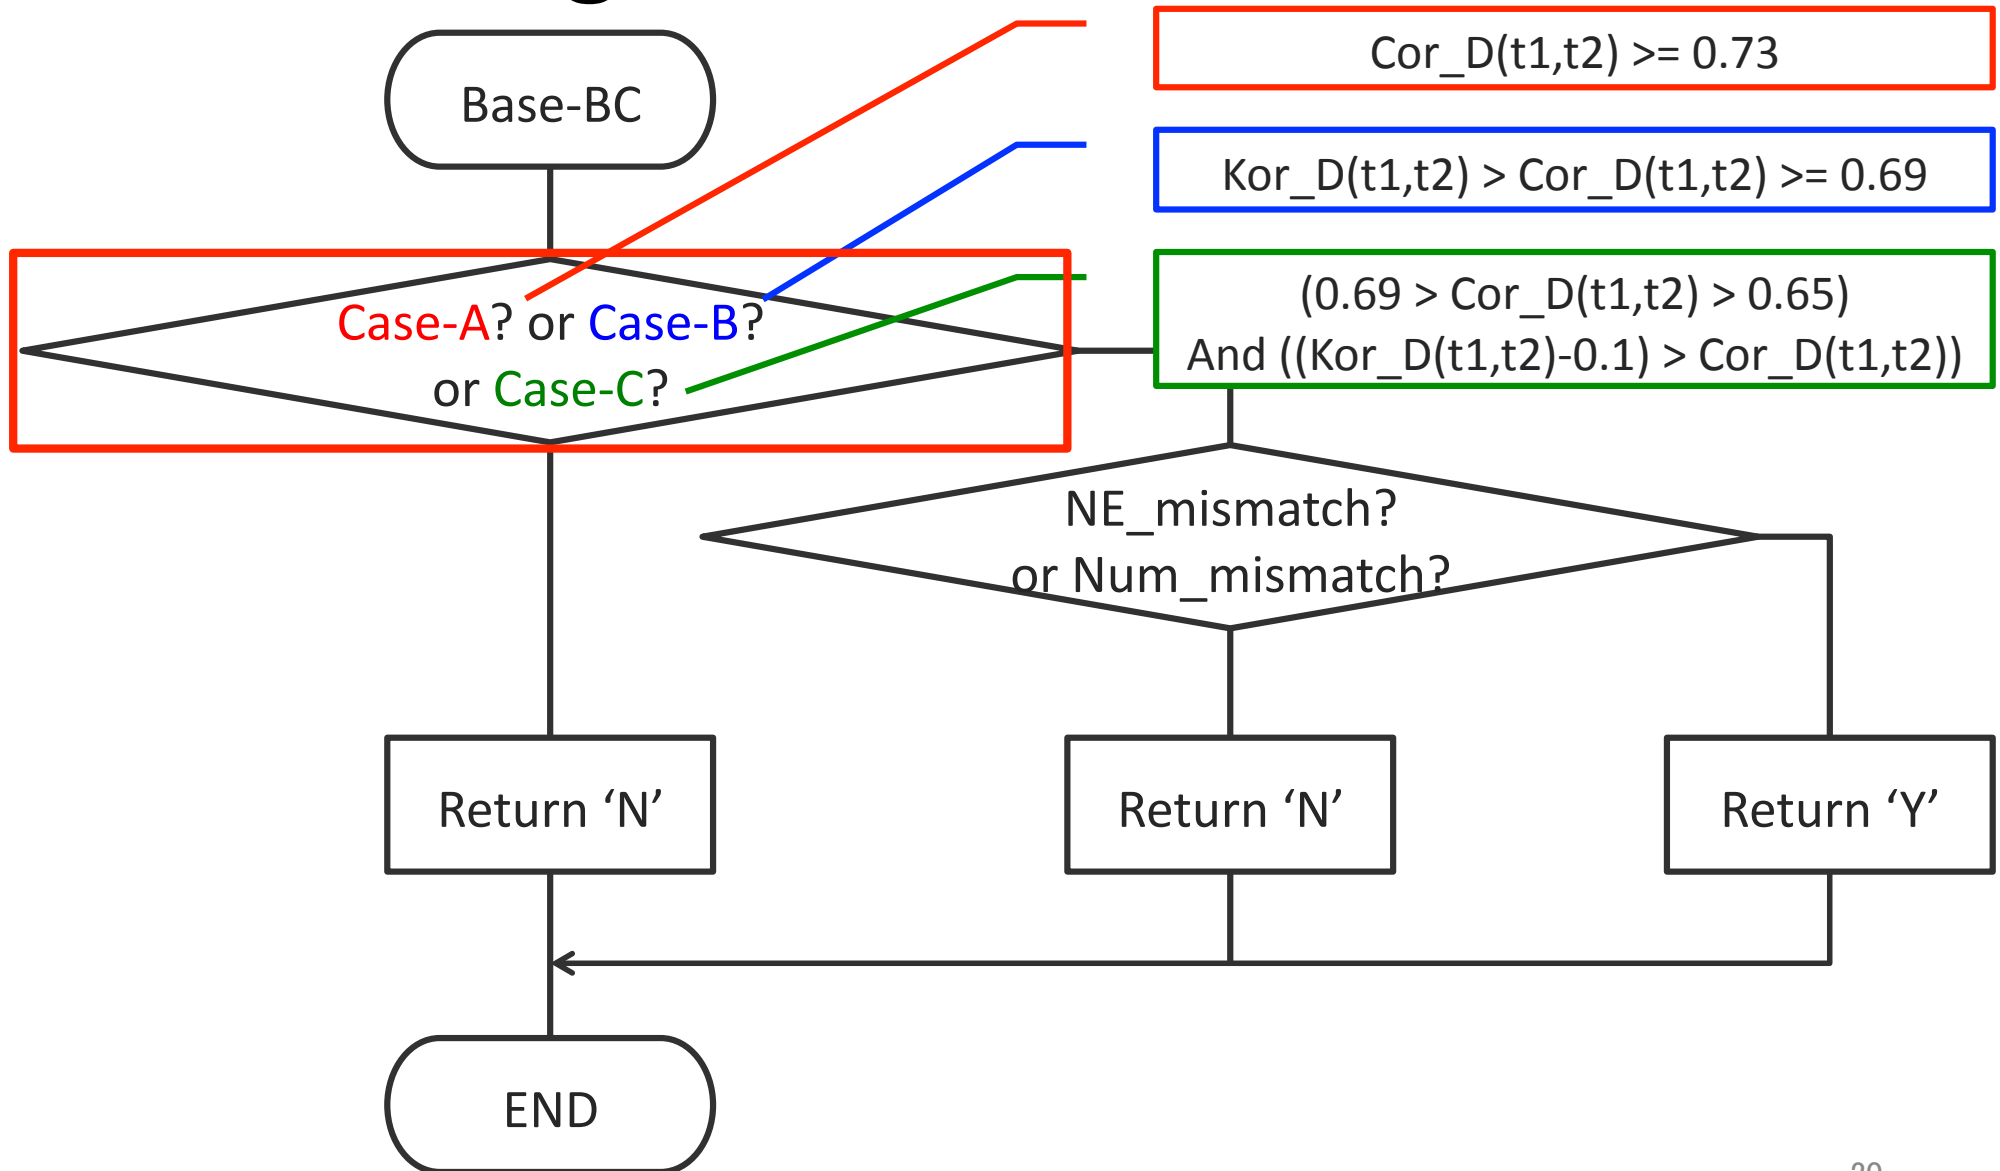 Base-BC
Cor_D(t1,t2) >= 0.73
Kor_D(t1,t2) > Cor_D(t1,t2) >= 0.69
(0.69 > Cor_D(t1,t2) > 0.65)
And ((Kor_D(t1,t2)-0.1) > Cor_D(t1,t2))
Case-A? or Case-B?
or Case-C?
NE_mismatch?
or Num_mismatch?
Return ‘N’
Return ‘N’
Return ‘Y’
END